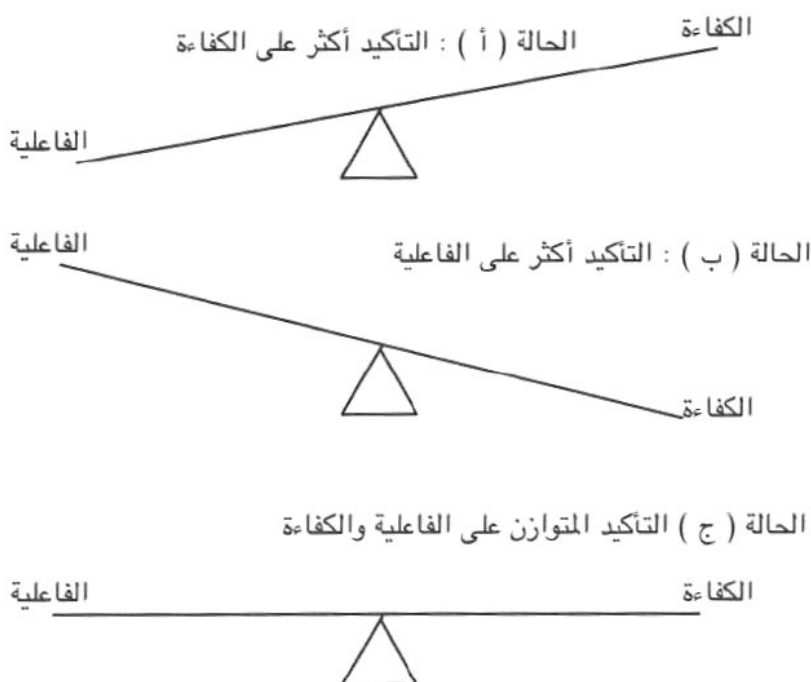 الكفاءة
الحالة ( أ ) : التأكيد أكثر على الكفاءة
الفاعلية
الفاعلية
الحالة ( ب ) : التأكيد أكثر على الفاعلية
الكفاءة
الحالة ( ج ) التأكيد المتوازن على الفاعلية والكفاءة
الكفاءة
الفاعلية